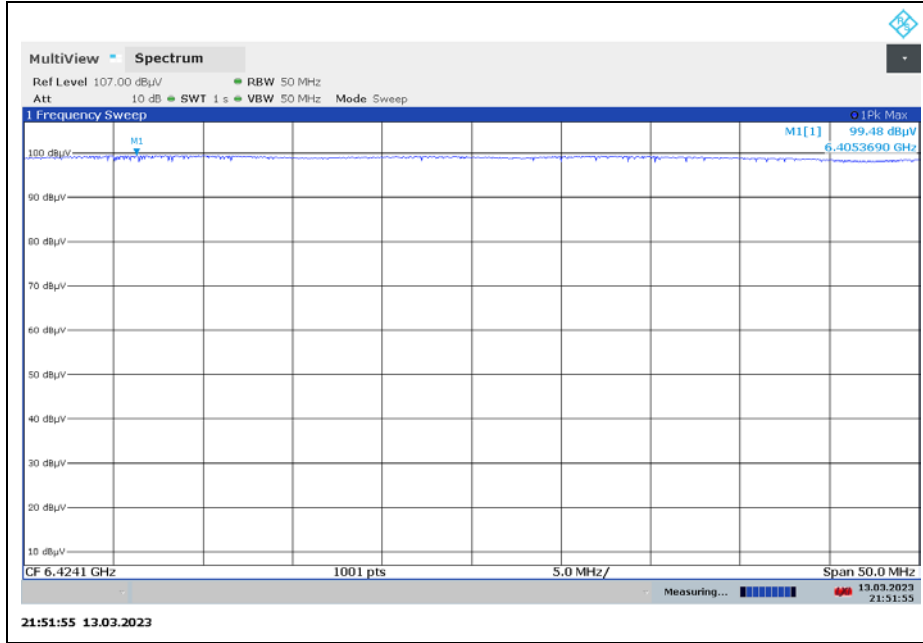 R S
MultiView Spectrum
Ref Level 107.00 dBµV RBW 50 MHz
Att 10 dB SWT 1 s VBW 50 MHz Mode Sweep
1 Frequency Sweep 1Pk Max
M1[1] 99.48 dBµV
6.4053690 GHz
M1
100 dBµV
90 dBµV
80 dBµV
70 dBµV
60 dBµV
50 dBµV
40 dBµV
30 dBµV
20 dBµV
10 dBµV
CF 6.4241 GHz 1001 pts 5.0 MHz/ Span 50.0 MHz
Measuring... 13.03.2023
21:51:55
21:51:55 13.03.2023